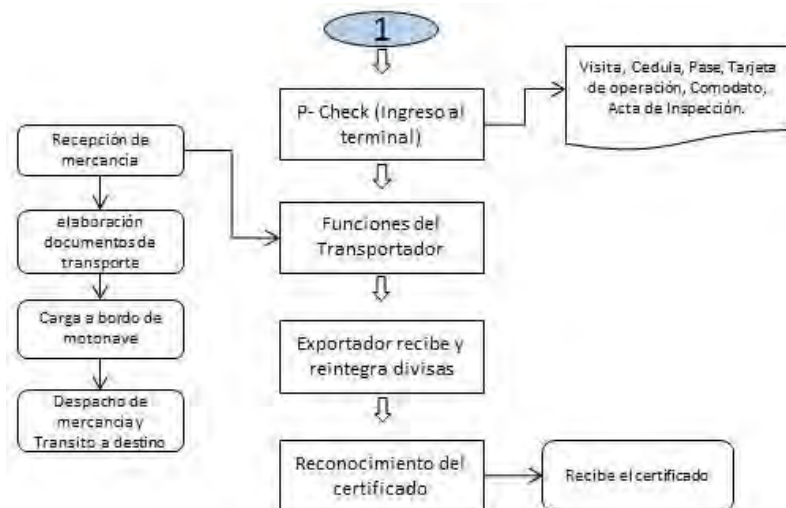 1
P- Check (Ingreso al
terminal)
Visita, Cedula, Pase, Tarjeta
de operación, Comodato,
Acta de Inspección.
Recepción de
mercancia
elaboración
documentos de
transporte
Carga a bordo de
motonave
Despacho de
mercancia y
Transito a destino
Funciones del
Transportador
Exportador recibe y
reintegra divisas
Reconocimiento del
certificado
Recibe el certificado